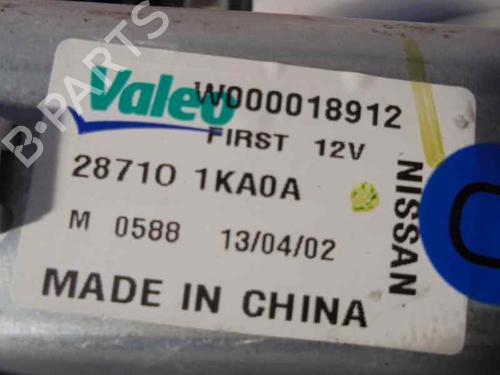 B-PARTS
Valeo W000018912
FIRST 12V
28710 1KA0A
M 0588 13/04/02
MADE IN CHINA
NISSAN